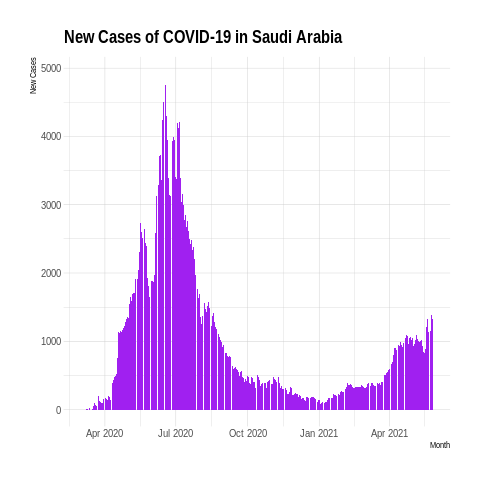 New Cases of COVID-19 in Saudi Arabia
New Cases
5000
4000
3000
2000
1000
0
Apr 2020 Jul 2020 Oct 2020 Jan 2021 Apr 2021
Month